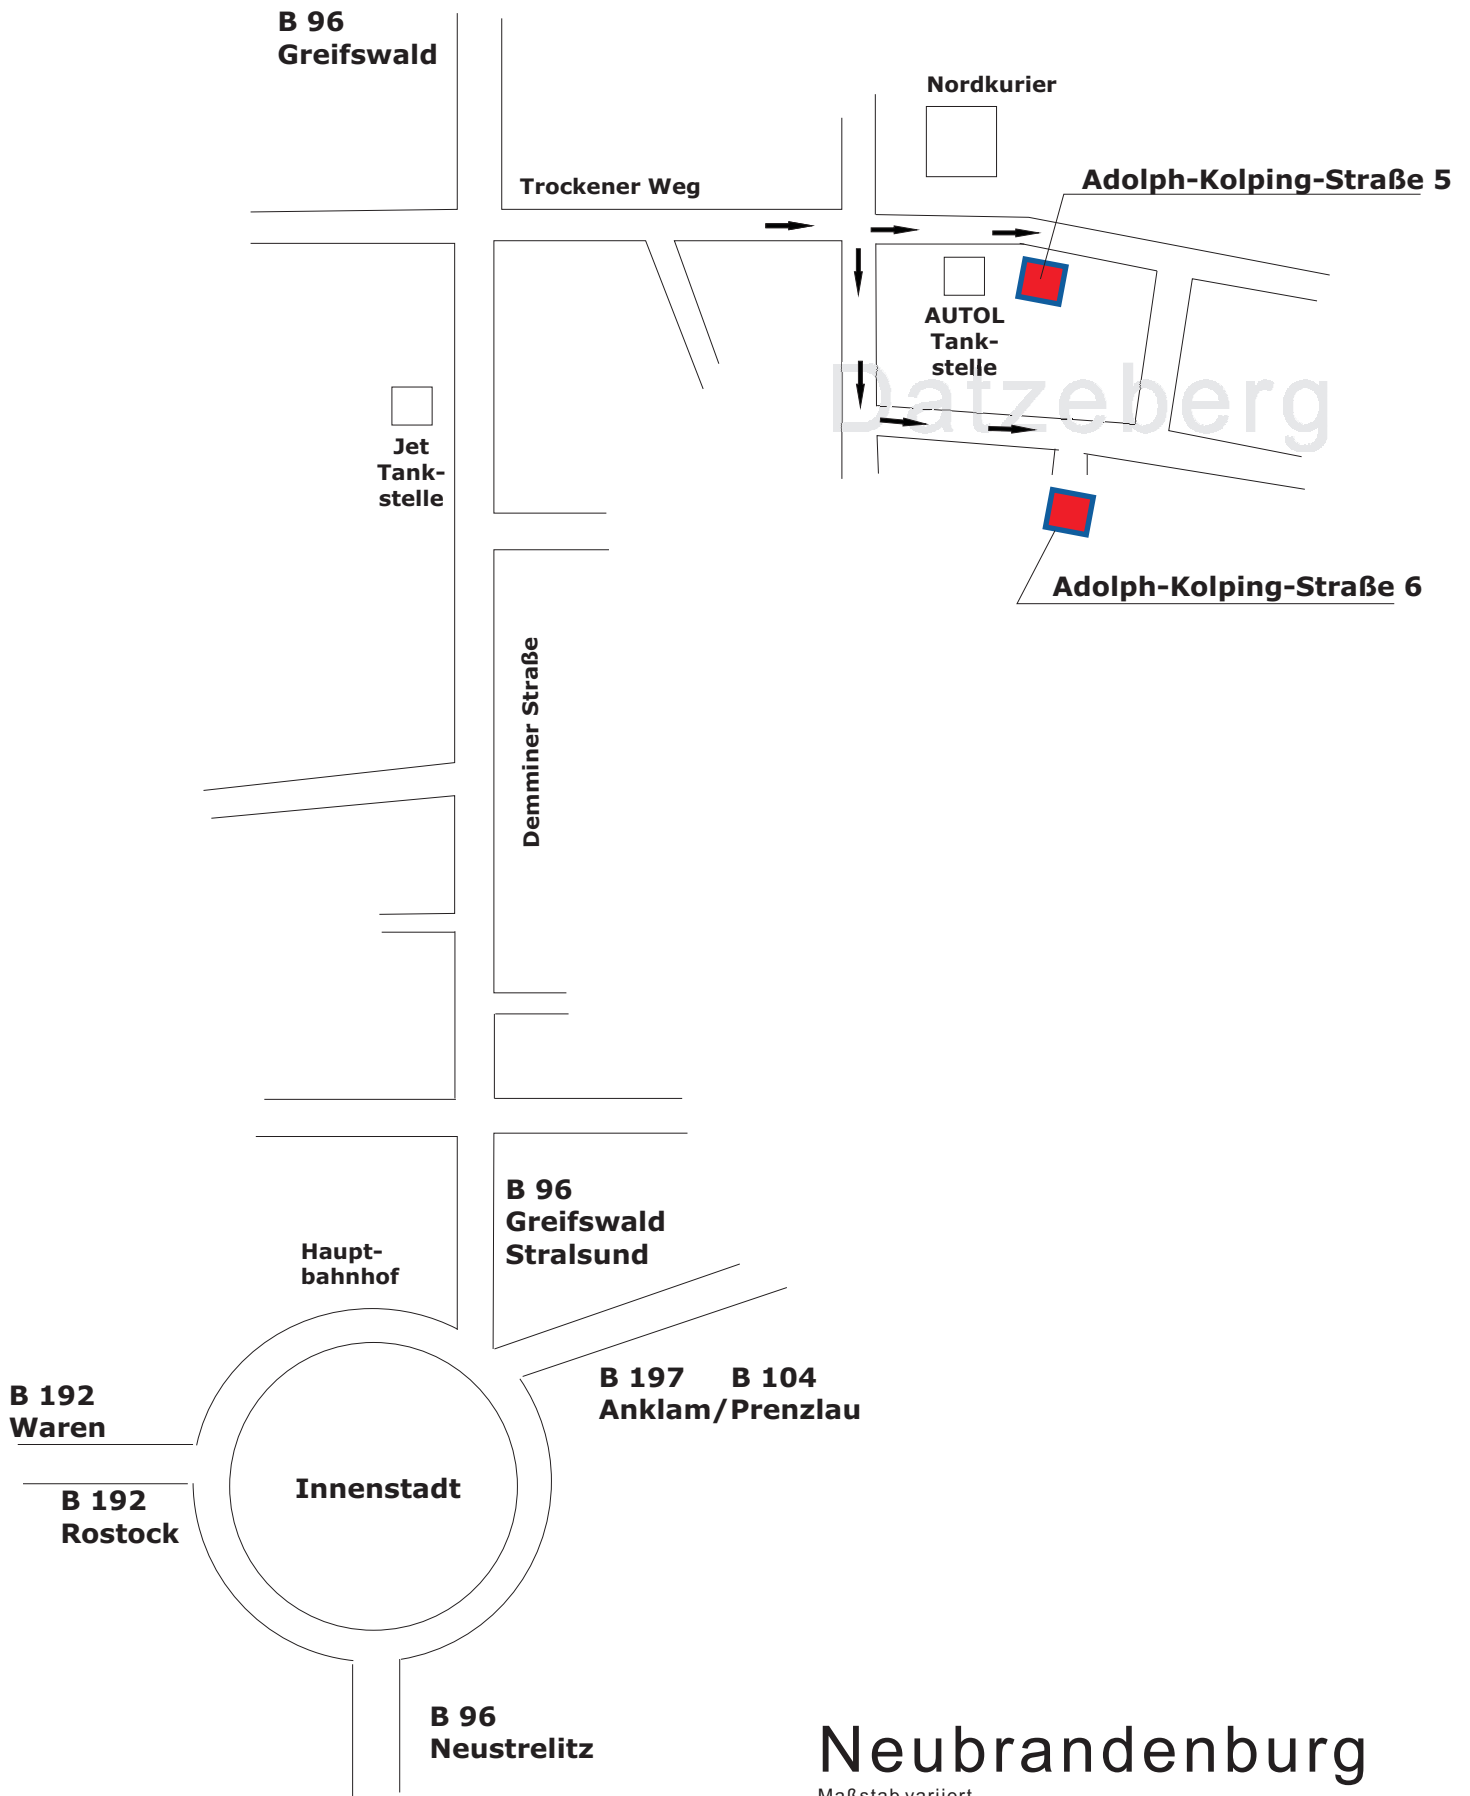 B 96
Greifswald
Nordkurier
Adolph-Kolping-Straße 5
Trockener Weg
AUTOL
Tank-
stelle
Datzeberg
Jet
Tank-
stelle
Adolph-Kolping-Straße 6
Demminer Straße
B 96
Greifswald
Stralsund
Haupt-
bahnhof
B 197 B 104
Anklam/Prenzlau
B 192
Waren
Innenstadt
B 192
Rostock
B 96
Neustrelitz
Neubrandenburg
Maßstab variiert